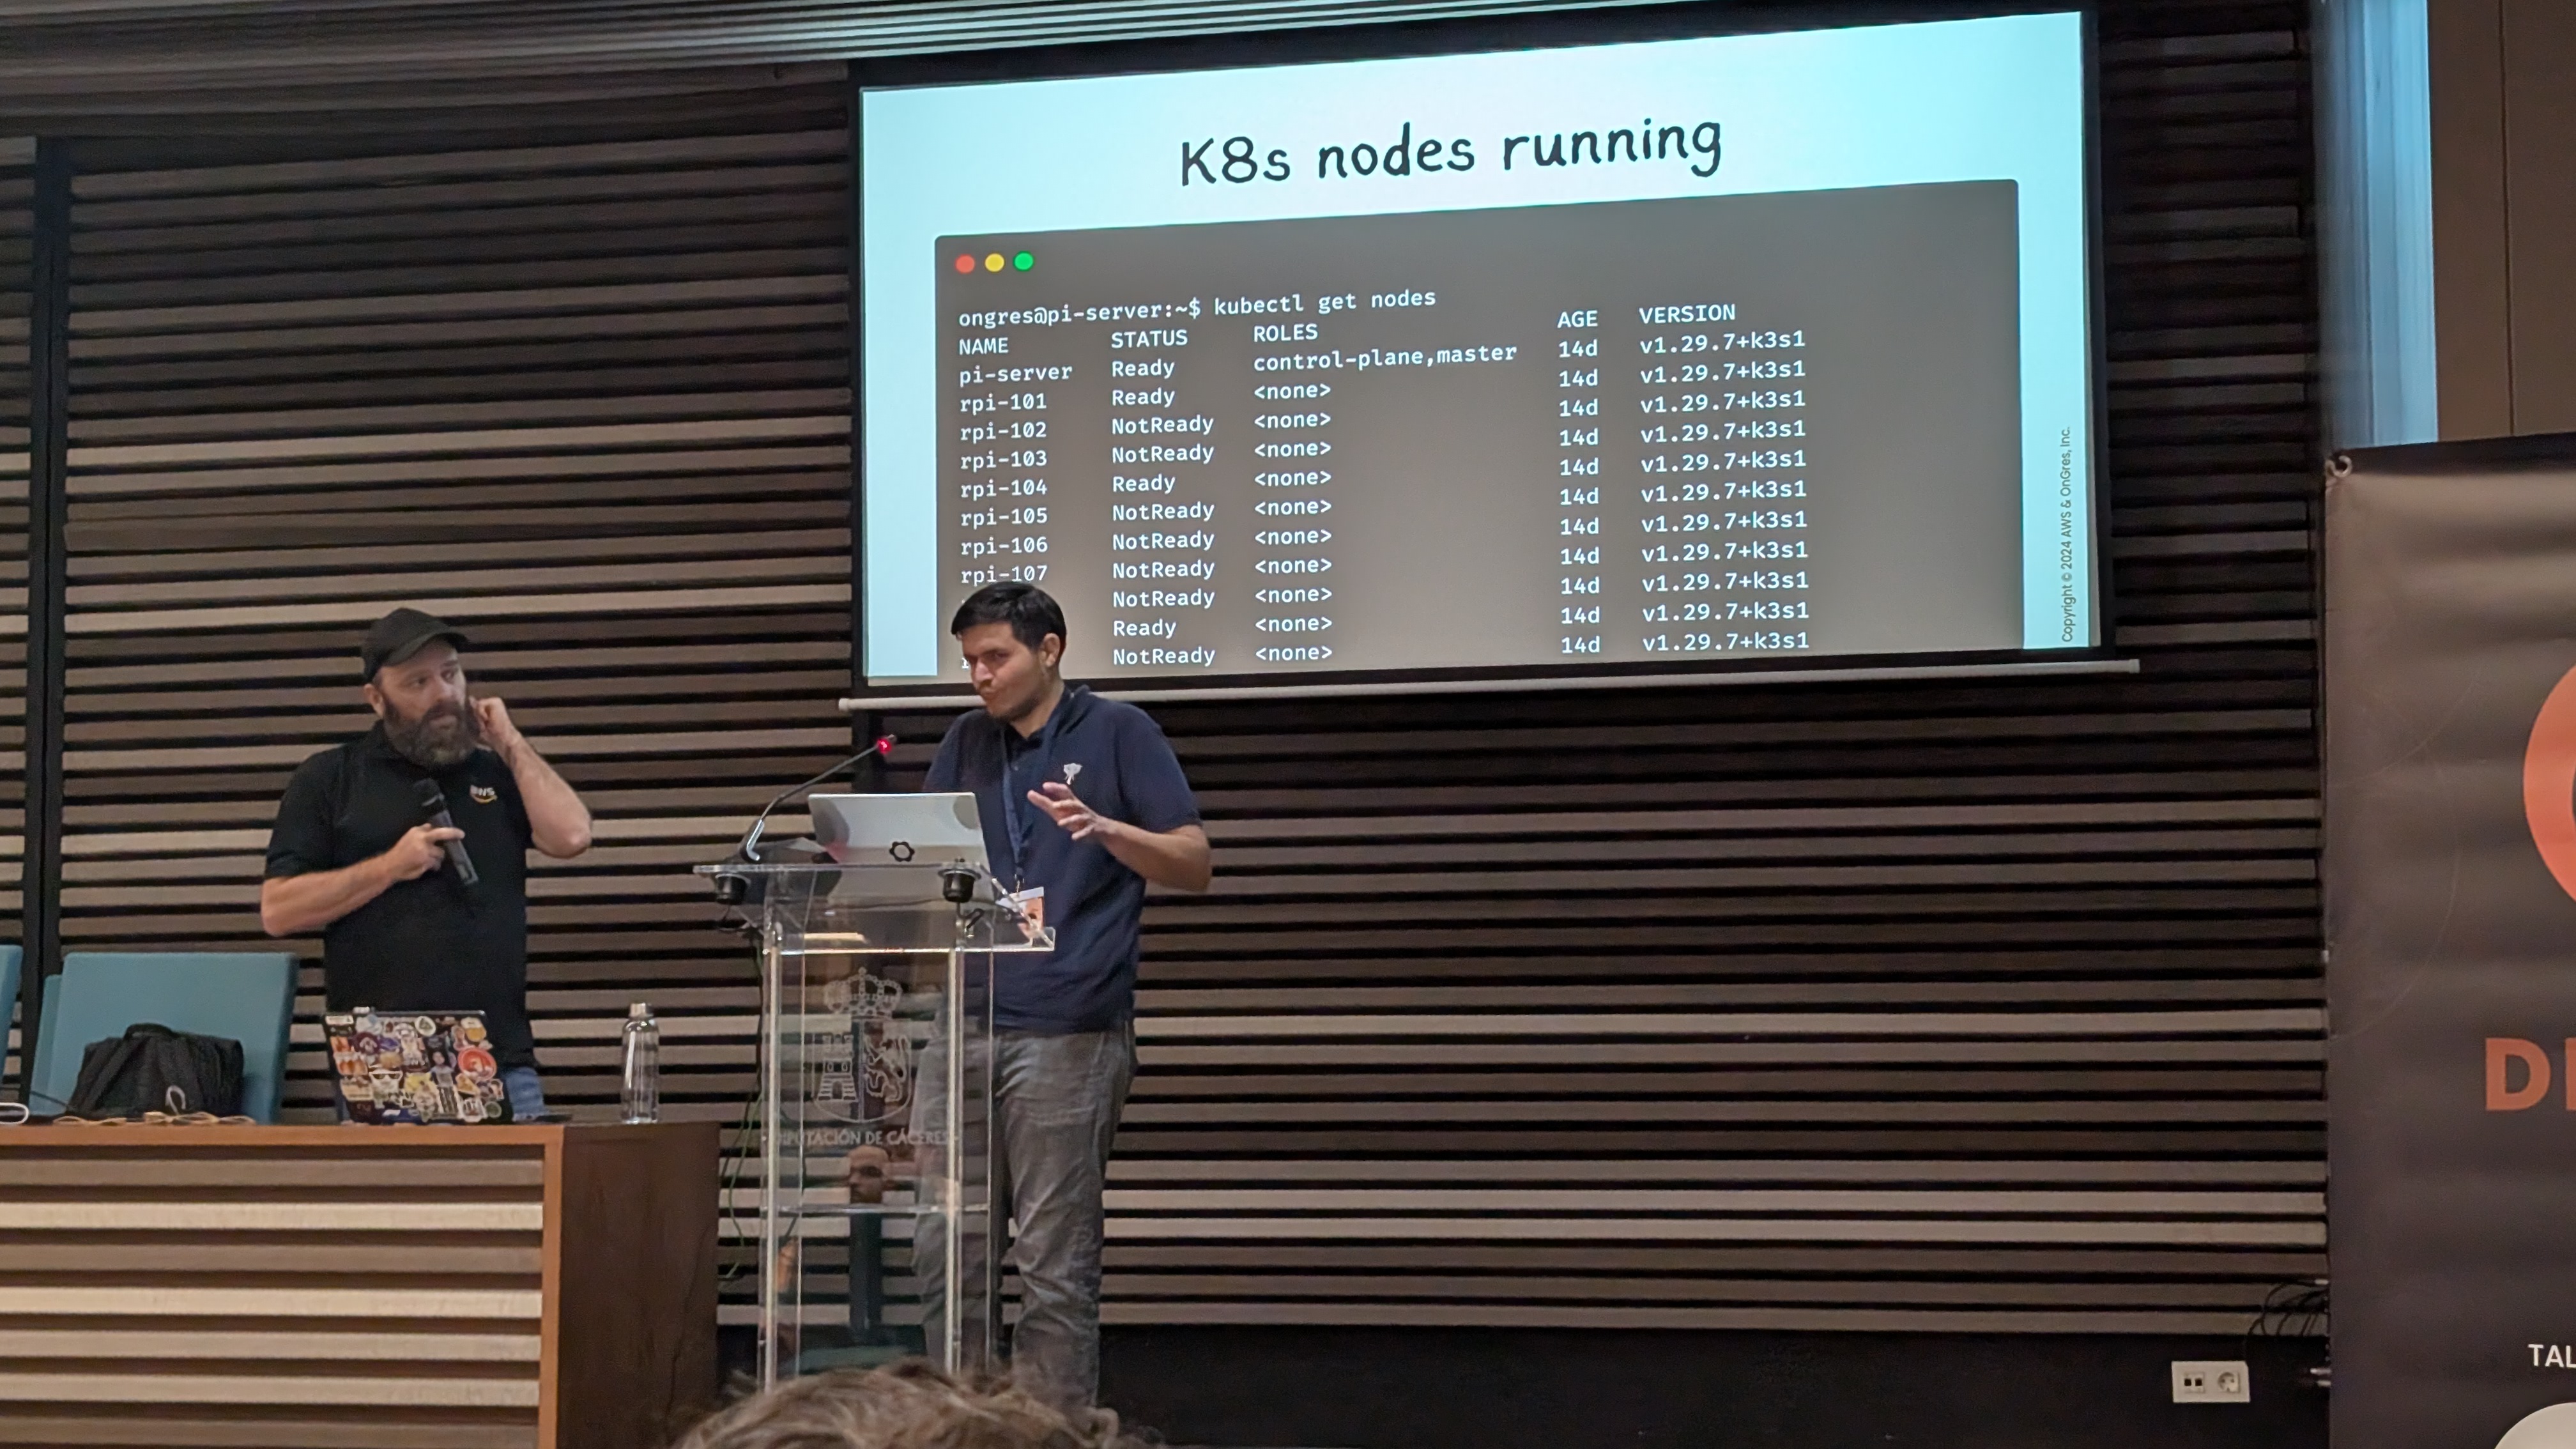 K8s nodes running
ongres@pi-server:~$ kubectl get nodes
NAME STATUS ROLES AGE VERSION
pi-server Ready control-plane,master 14d v1.29.7+k3s1
rpi-101 Ready <none> 14d v1.29.7+k3s1
rpi-102 NotReady <none> 14d v1.29.7+k3s1
rpi-103 NotReady <none> 14d v1.29.7+k3s1
rpi-104 Ready <none> 14d v1.29.7+k3s1
rpi-105 NotReady <none> 14d v1.29.7+k3s1
rpi-106 NotReady <none> 14d v1.29.7+k3s1
rpi-107 NotReady <none> 14d v1.29.7+k3s1
NotReady <none> 14d v1.29.7+k3s1
Ready <none> 14d v1.29.7+k3s1
NotReady <none> 14d v1.29.7+k3s1
Copyright © 2024 AWS & OnGres, Inc.
aws
DIPUTACIÓN DE CÁCERES
TAL